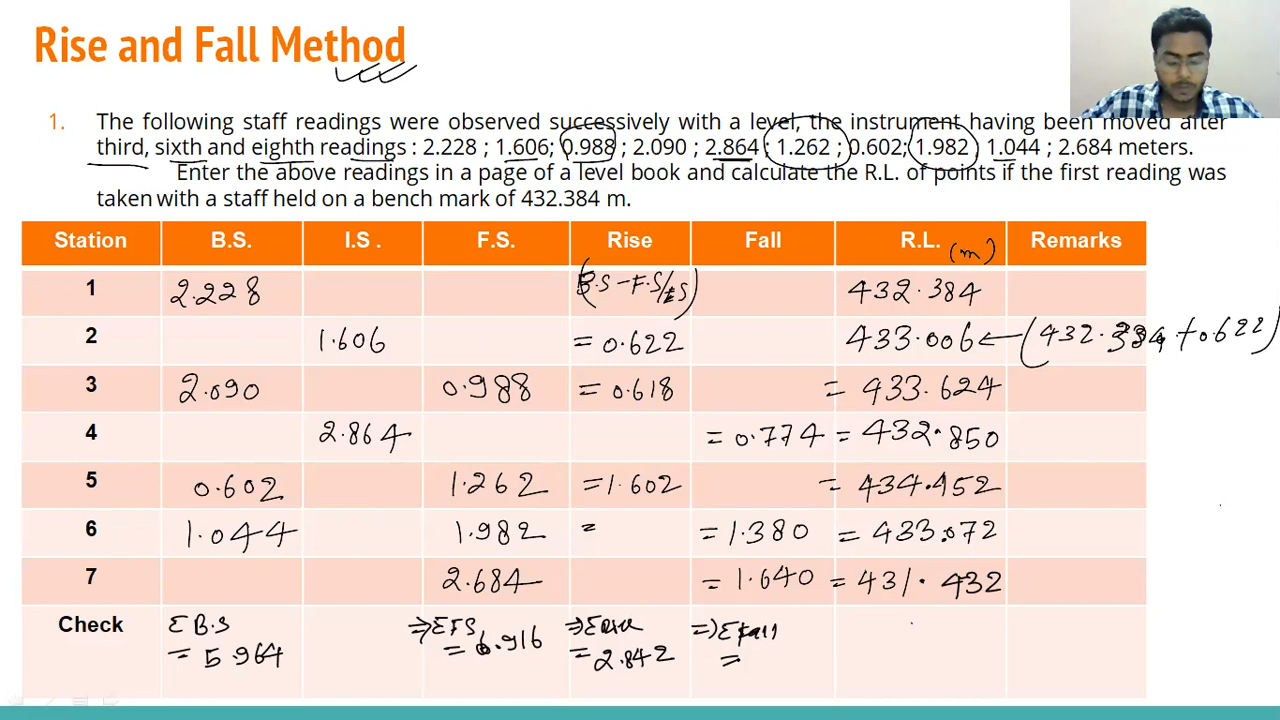 Rise and Fall Method
1. The following staff readings were observed successively with a level, the instrument having been moved after
third, sixth and eighth readings : 2.228 ; 1.606; 0.988 ; 2.090 ; 2.864 ; 1.262 ; 0.602; 1.982 ; 1.044 ; 2.684 meters.
Enter the above readings in a page of a level book and calculate the R.L. of points if the first reading was
taken with a staff held on a bench mark of 432.384 m.
Station B.S. I.S . F.S. Rise Fall R.L. (m) Remarks
1 2.228 (B.S - F.S/IS) 432.384
2 1.606 = 0.622 433.006 ← (432.384 + 0.622)
3 2.090 0.988 = 0.618 = 433.624
4 2.864 = 0.774 = 432.850
5 0.602 1.262 = 1.602 = 434.452
6 1.044 1.982 = = 1.380 = 433.072
7 2.684 = 1.640 = 431.432
Check Σ B.S ⇒ΣFS ⇒ΣRise ⇒ΣFall
= 5.964 = 6.916 = 2.842 =